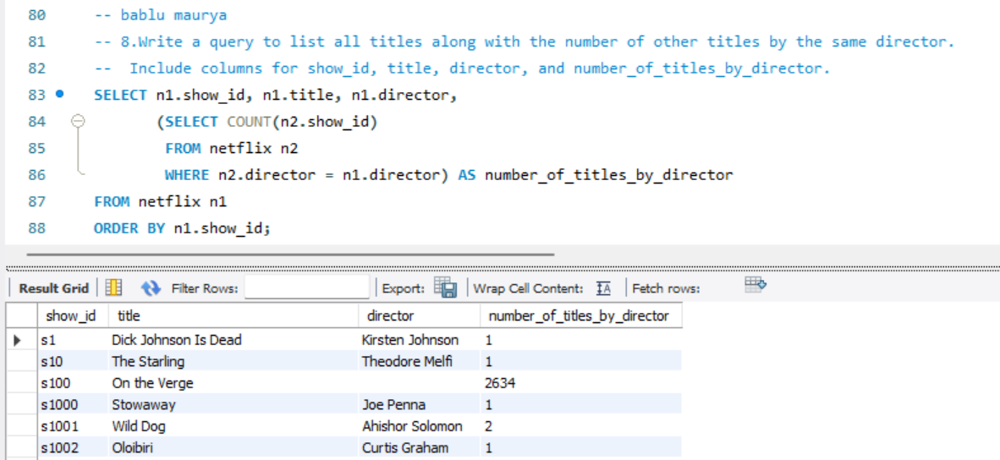 80 -- bablu maurya
81 -- 8.Write a query to list all titles along with the number of other titles by the same director.
82 --  Include columns for show_id, title, director, and number_of_titles_by_director.
83 SELECT n1.show_id, n1.title, n1.director,
84 (SELECT COUNT(n2.show_id)
85 FROM netflix n2
86 WHERE n2.director = n1.director) AS number_of_titles_by_director
87 FROM netflix n1
88 ORDER BY n1.show_id;
Result Grid Filter Rows: Export: Wrap Cell Content: IA Fetch rows:
show_id title director number_of_titles_by_director
s1 Dick Johnson Is Dead Kirsten Johnson 1
s10 The Starling Theodore Melfi 1
s100 On the Verge 2634
s1000 Stowaway Joe Penna 1
s1001 Wild Dog Ahishor Solomon 2
s1002 Oloibiri Curtis Graham 1